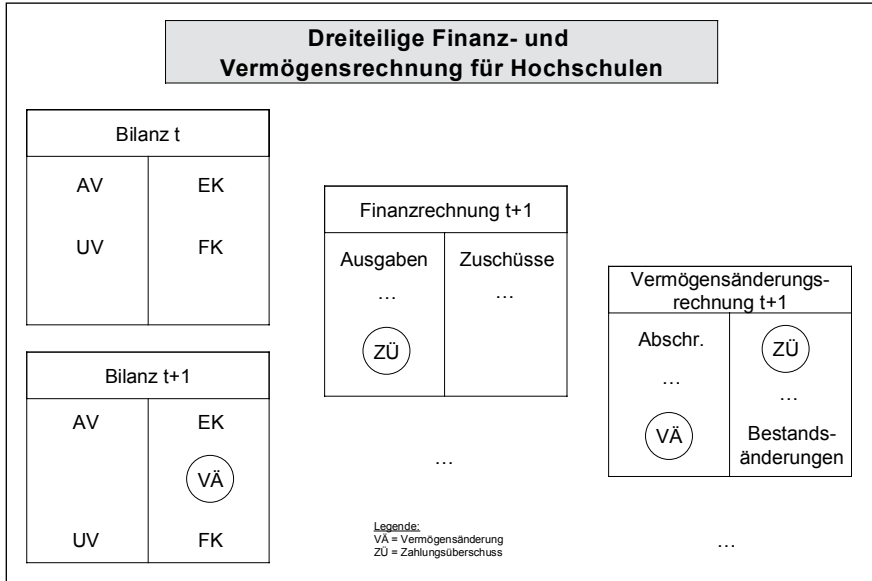 Dreiteilige Finanz- und
Vermögensrechnung für Hochschulen
Bilanz t
AV EK
UV FK
Bilanz t+1
AV EK
VÄ
UV FK
Finanzrechnung t+1
Ausgaben Zuschüsse
… …
ZÜ
…
Vermögensänderungs-
rechnung t+1
Abschr. ZÜ
… …
VÄ Bestands-
änderungen
…
Legende:
VÄ = Vermögensänderung
ZÜ = Zahlungsüberschuss